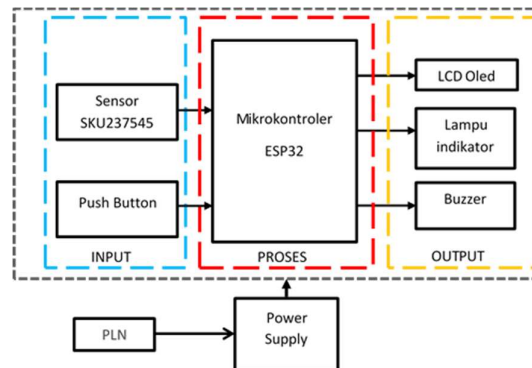 Sensor
SKU237545
Push Button
INPUT
Mikrokontroler
ESP32
PROSES
LCD Oled
Lampu
indikator
Buzzer
OUTPUT
PLN
Power
Supply